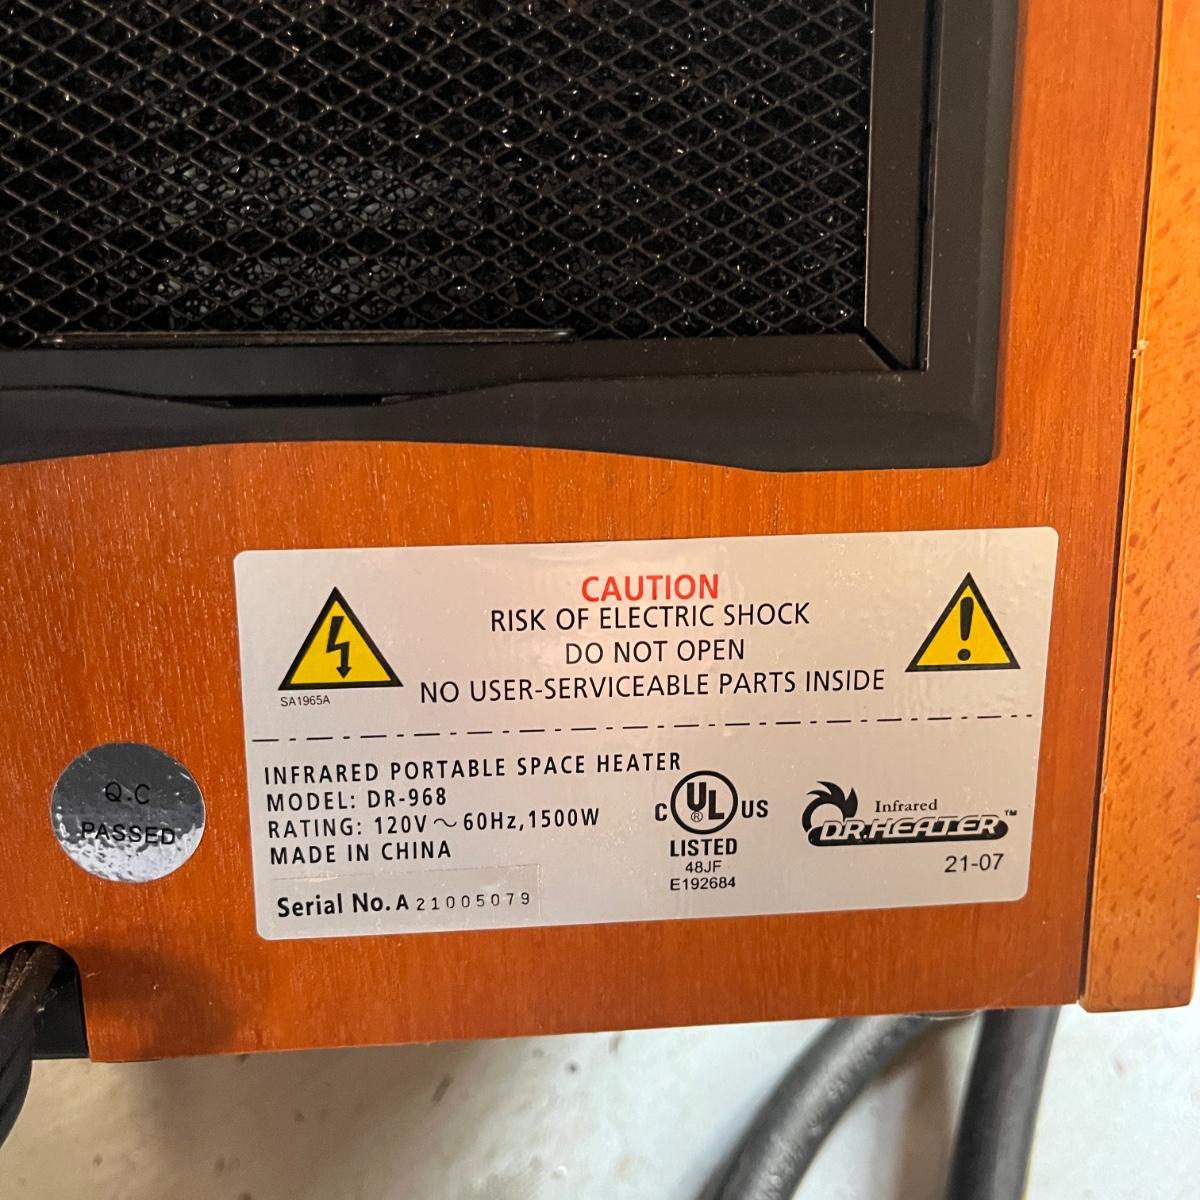 CAUTION
RISK OF ELECTRIC SHOCK
DO NOT OPEN
NO USER-SERVICEABLE PARTS INSIDE
SA1965A
INFRARED PORTABLE SPACE HEATER
MODEL: DR-968
RATING: 120V～60Hz,1500W
MADE IN CHINA
Serial No. A 21005079
C UL US
®
LISTED
48JF
E192684
Infrared
DR.HEATER™
21-07
Q.C
PASSED